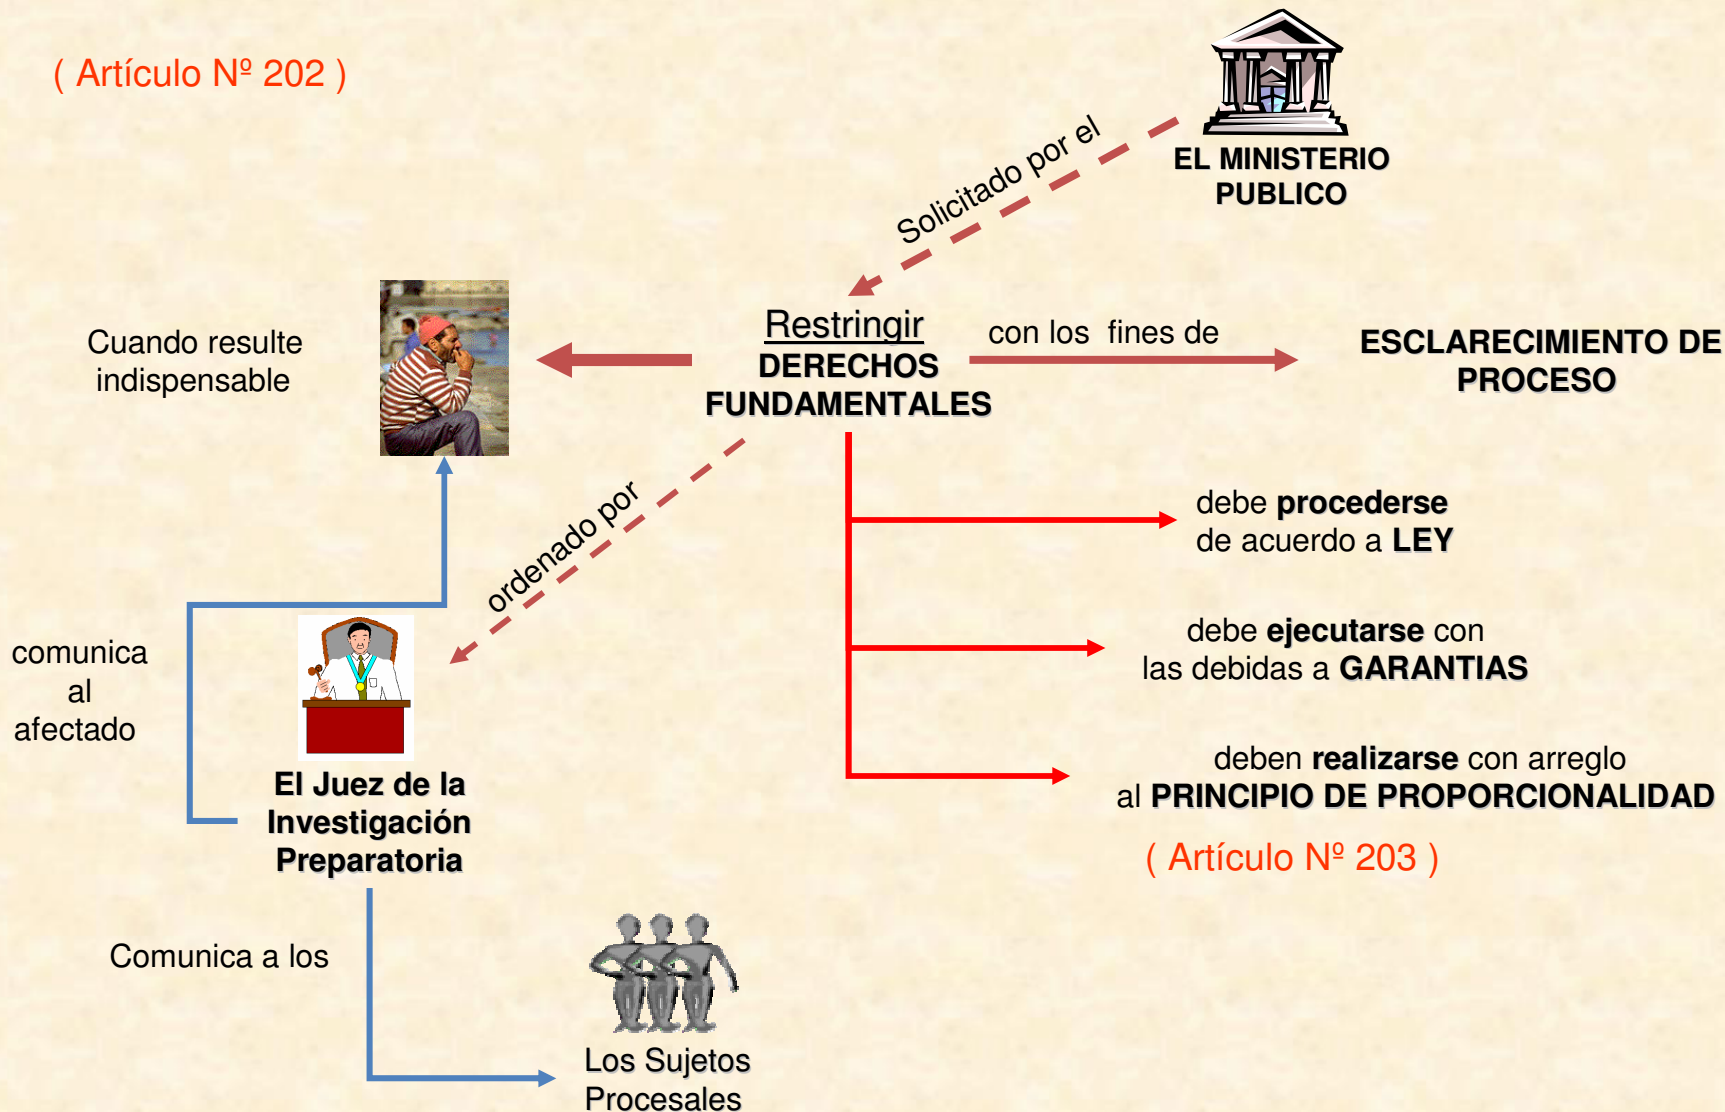 ( Artículo Nº 202 )
EL MINISTERIO
PUBLICO
Solicitado por el
Cuando resulte
indispensable
Restringir
DERECHOS
FUNDAMENTALES
con los fines de
ESCLARECIMIENTO DE
PROCESO
ordenado por
debe procederse
de acuerdo a LEY
debe ejecutarse con
las debidas a GARANTIAS
deben realizarse con arreglo
al PRINCIPIO DE PROPORCIONALIDAD
( Artículo Nº 203 )
comunica
al
afectado
El Juez de la
Investigación
Preparatoria
Comunica a los
Los Sujetos
Procesales